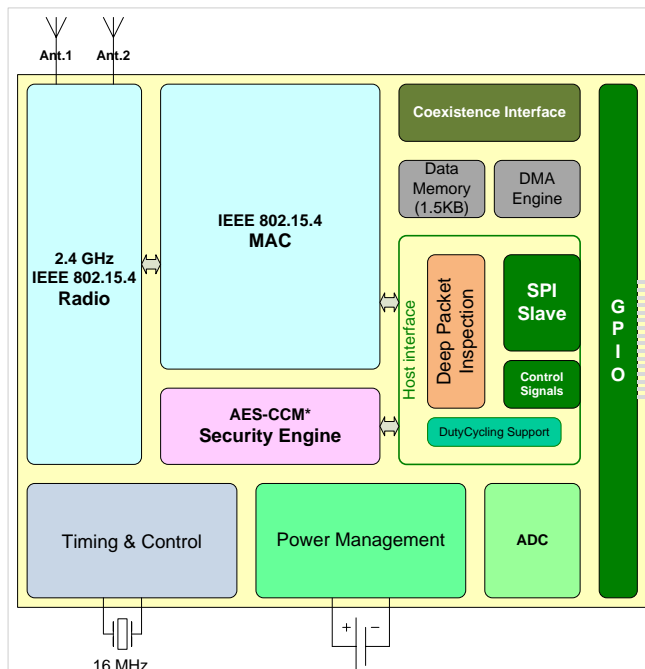 Ant.1
Ant.2
2.4 GHz
IEEE 802.15.4
Radio
IEEE 802.15.4
MAC
Coexistence Interface
Data
Memory
(1.5KB)
DMA
Engine
Host interface
Deep Packet
Inspection
SPI
Slave
Control
Signals
DutyCycling Support
AES-CCM*
Security Engine
GPIO
Timing & Control
Power Management
ADC
+
−
16 MHz